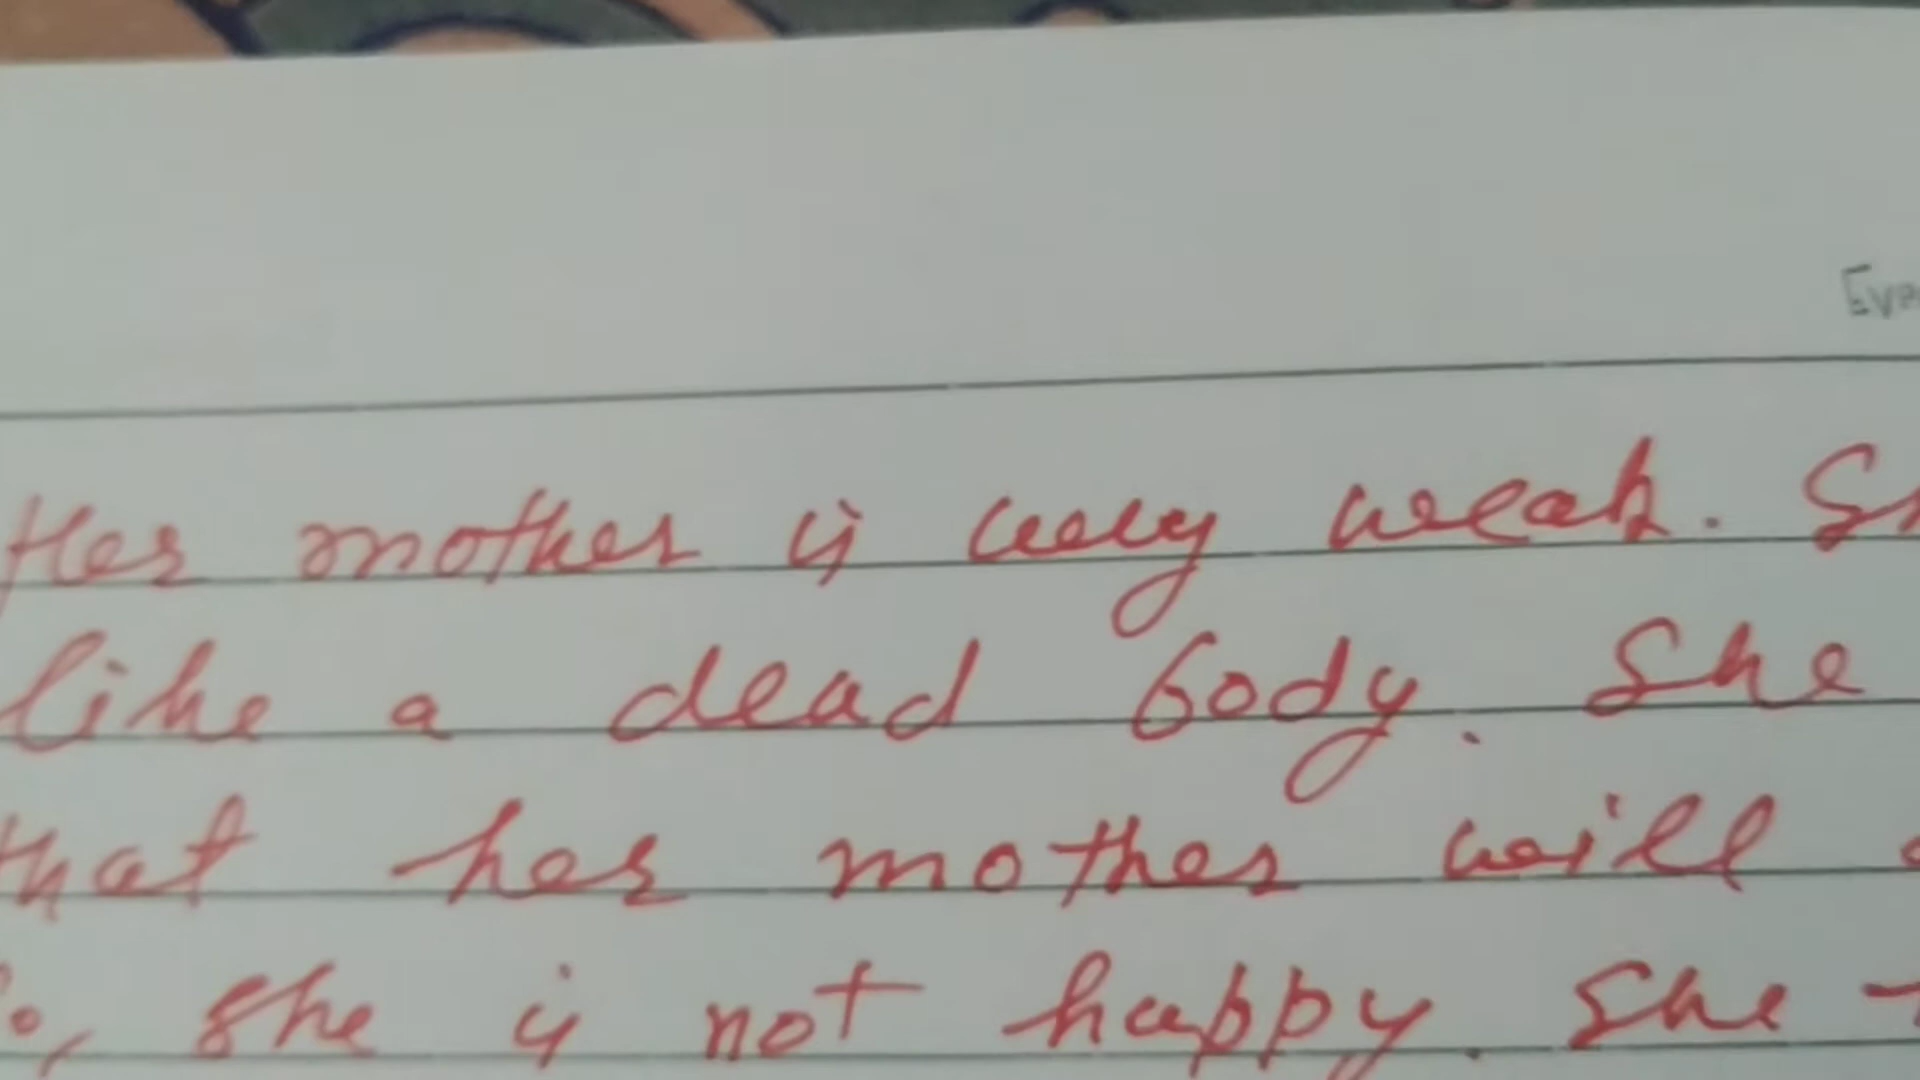 Her mother is very weak.
like a dead body. She
that her mother will
So, she is not happy. She